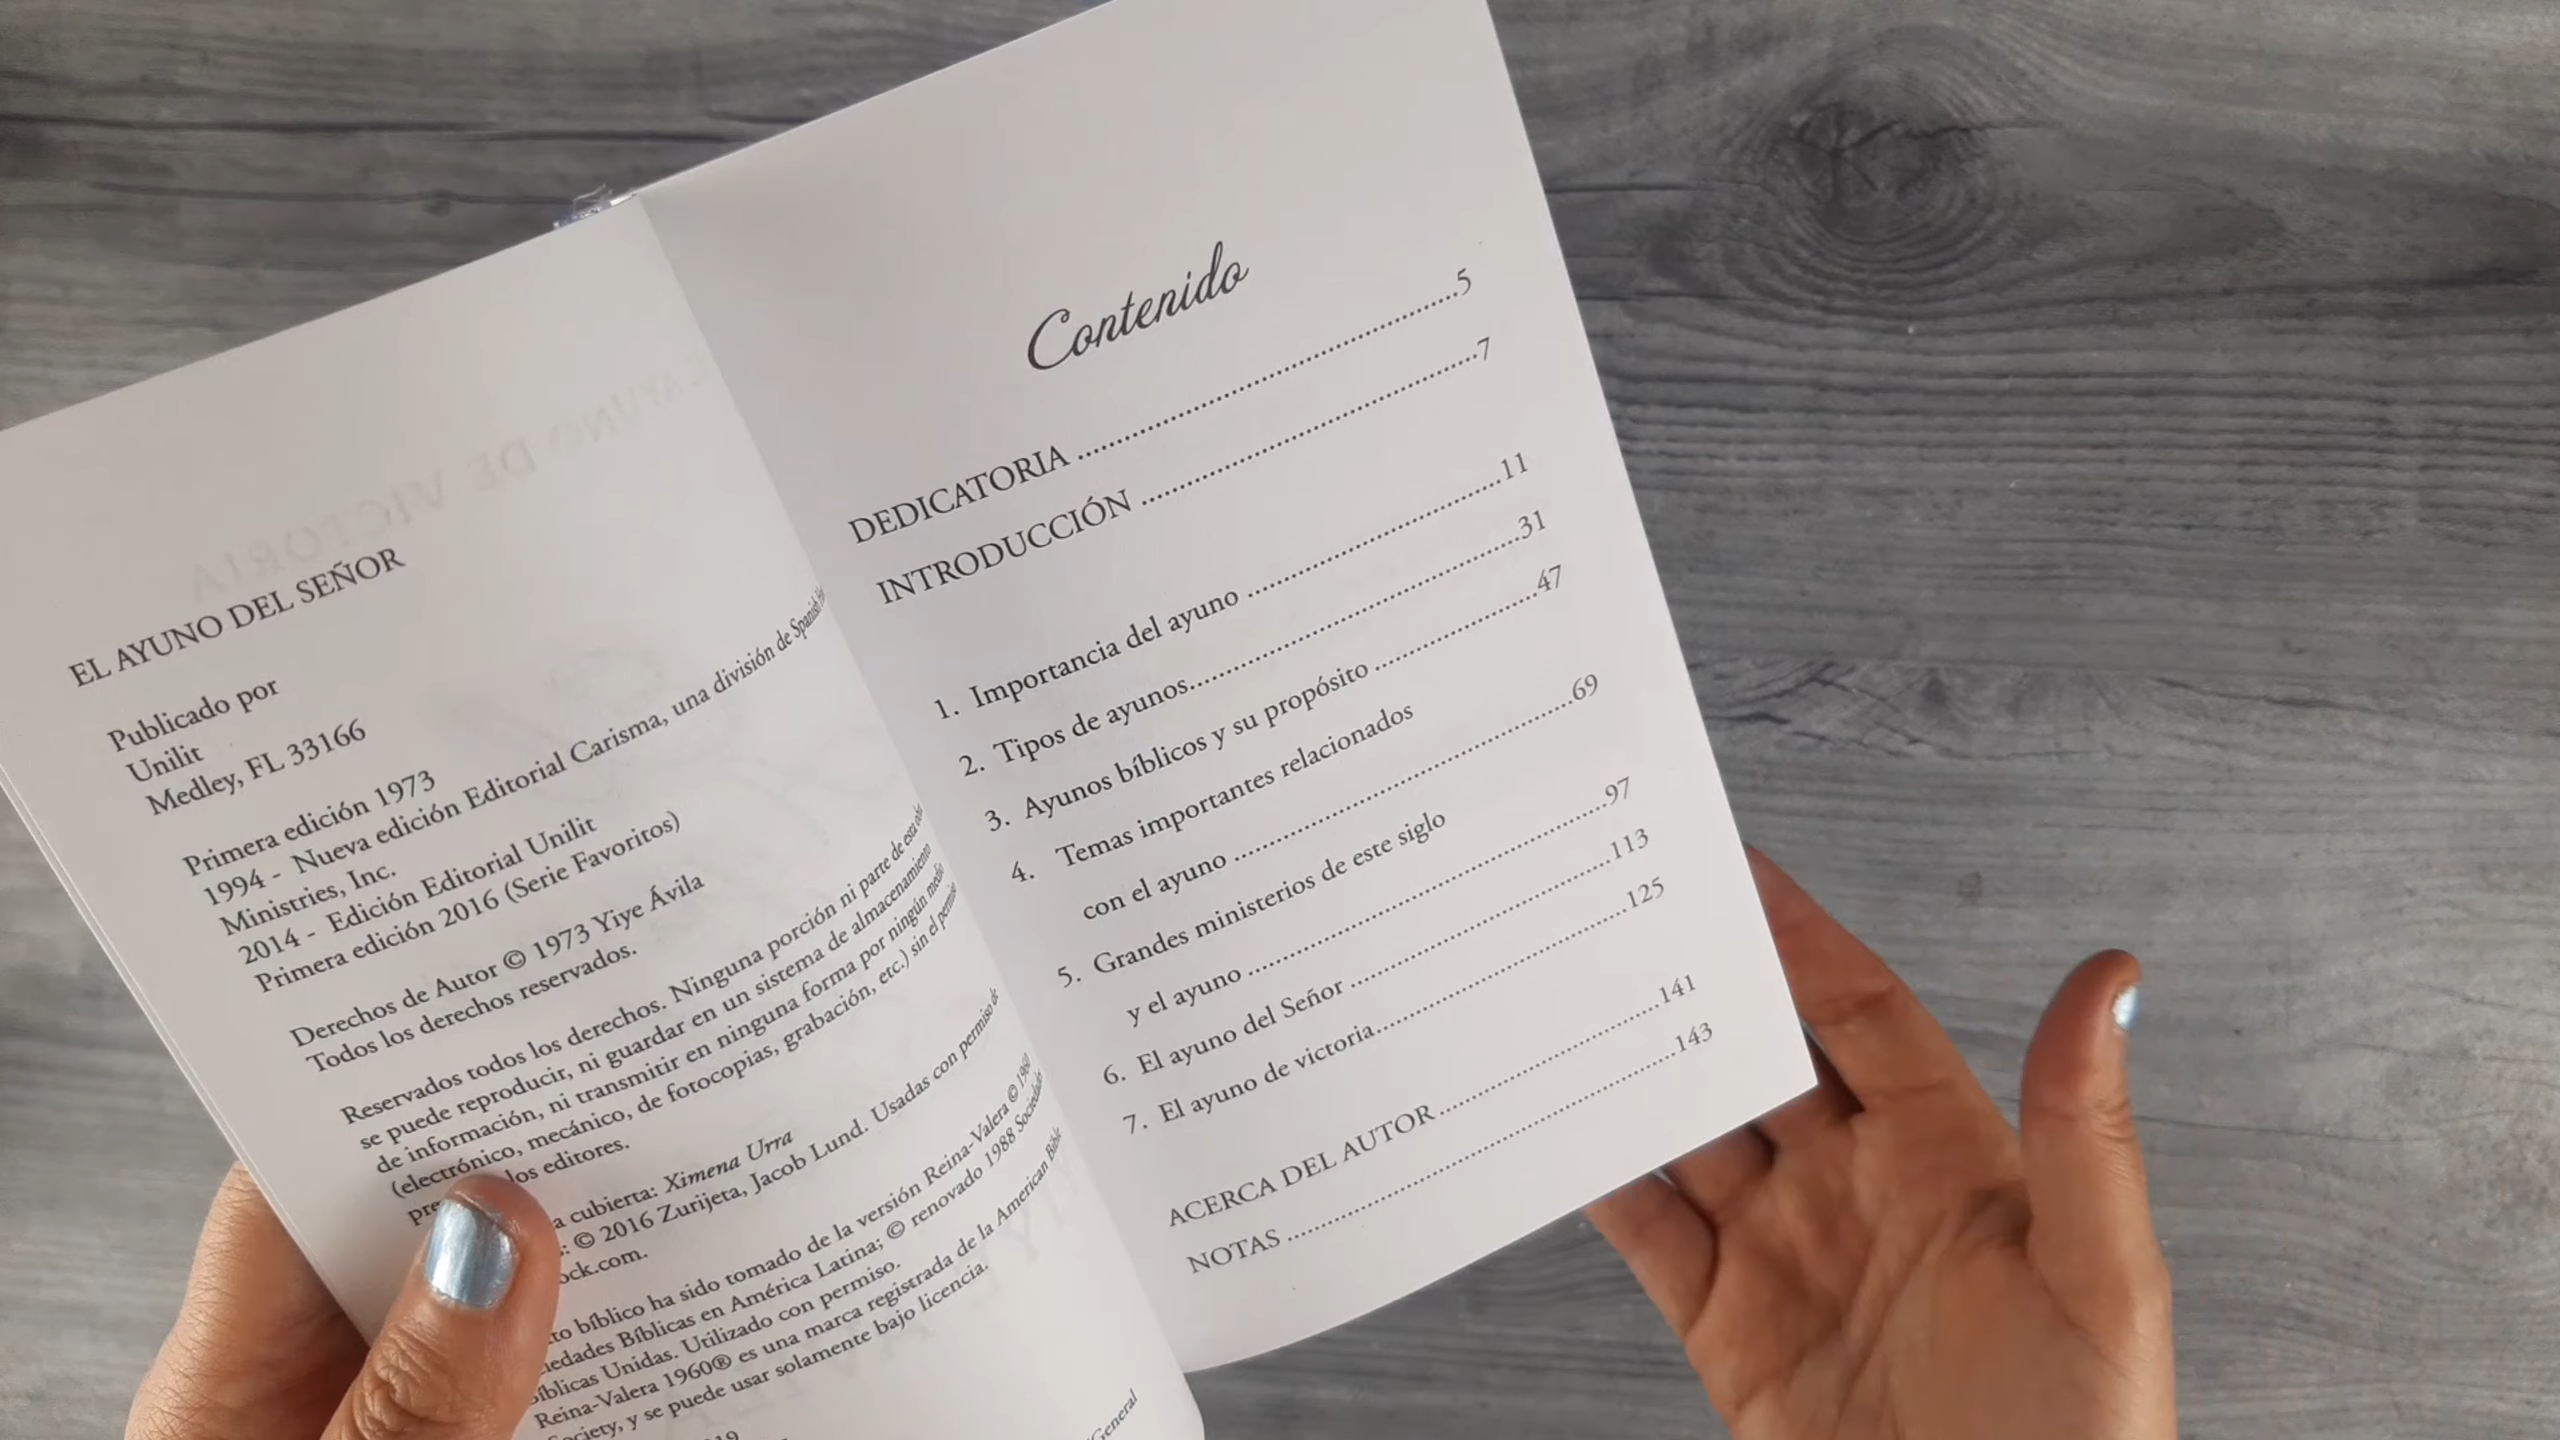 EL AYUNO DEL SEÑOR
Publicado por
Unilit
Medley, FL 33166
Primera edición 1973
1994 - Nueva edición Editorial Carisma, una división de Spanish
Ministries, Inc.
2014 - Edición Editorial Unilit
Primera edición 2016 (Serie Favoritos)
Derechos de Autor © 1973 Yiye Ávila
Todos los derechos reservados.
Reservados todos los derechos. Ninguna porción ni parte de esta
se puede reproducir, ni guardar en un sistema de almacenamiento
de información, ni transmitir en ninguna forma por ningún medio
(electrónico, mecánico, de fotocopias, grabación, etc.) sin el permiso
los editores.
cubierta: Ximena Urra
© 2016 Zurijeta, Jacob Lund. Usadas con permiso de
ock.com.
bíblico ha sido tomado de la versión Reina-Valera © 1960
Bíblicas en América Latina; © renovado 1988 Sociedades
Unidas. Utilizado con permiso.
Reina-Valera 1960® es una marca registrada de la American Bible
Society, y se puede usar solamente bajo licencia.
General
Contenido
DEDICATORIA ..........5
INTRODUCCIÓN ..........7
1. Importancia del ayuno ..........11
2. Tipos de ayunos..........31
3. Ayunos bíblicos y su propósito ..........47
4. Temas importantes relacionados
con el ayuno ..........69
5. Grandes ministerios de este siglo
y el ayuno ..........97
6. El ayuno del Señor ..........113
7. El ayuno de victoria..........125
ACERCA DEL AUTOR ..........141
NOTAS ..........143